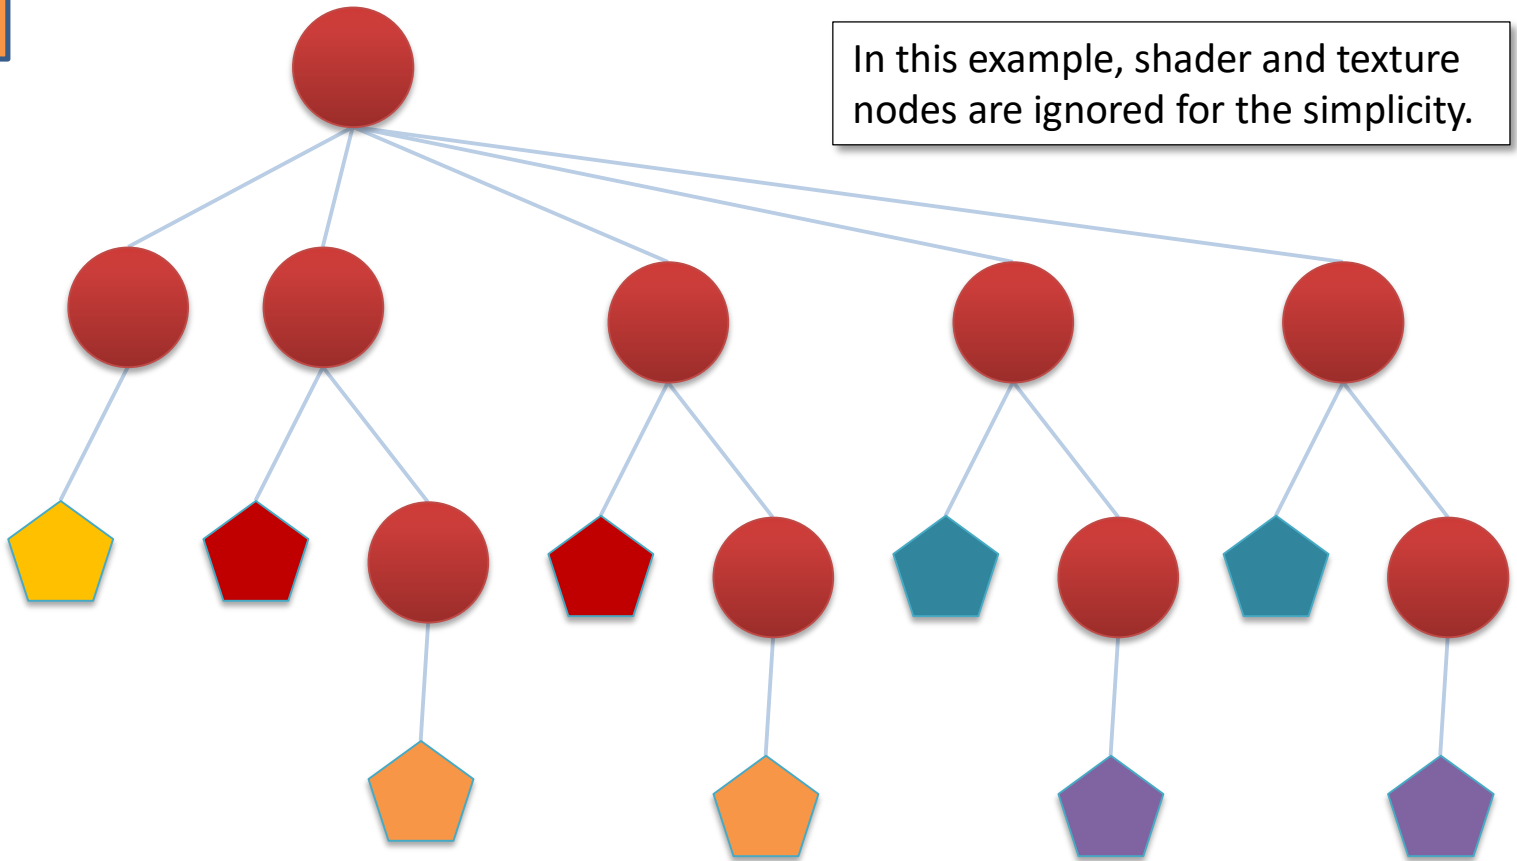 In this example, shader and texture
nodes are ignored for the simplicity.